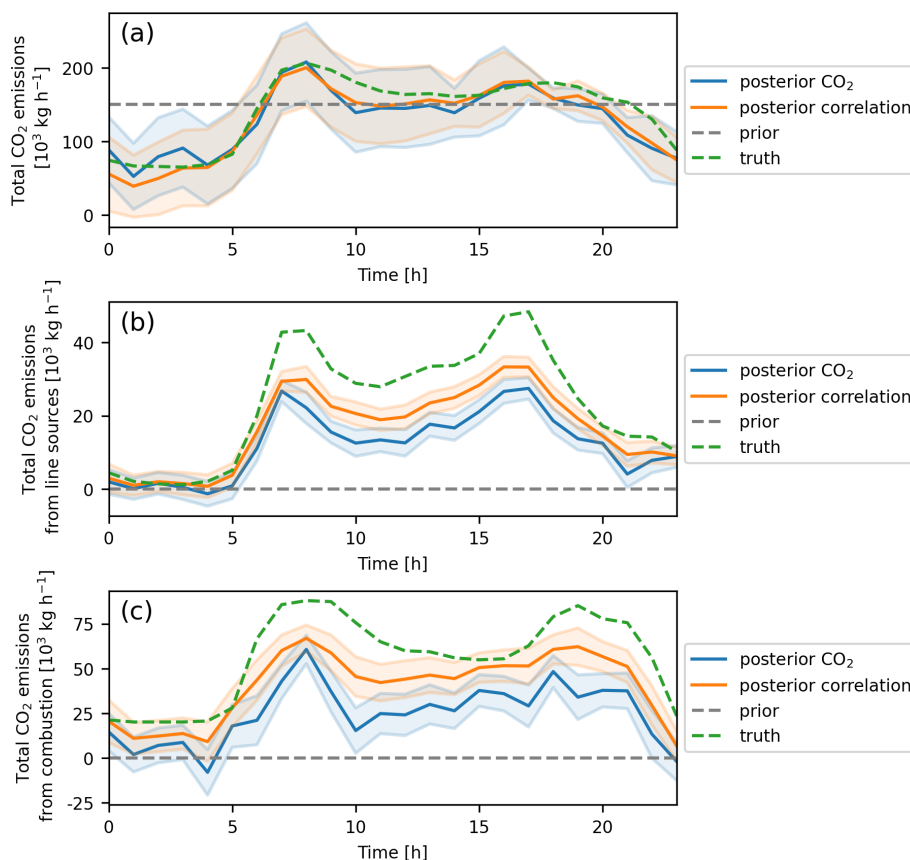 (a)
Total CO₂ emissions
[10³ kg h⁻¹]
200
100
0
0
5
10
15
20
Time [h]
posterior CO₂
posterior correlation
prior
truth
(b)
Total CO₂ emissions
from line sources [10³ kg h⁻¹]
40
20
0
0
5
10
15
20
Time [h]
posterior CO₂
posterior correlation
prior
truth
(c)
Total CO₂ emissions
from combustion [10³ kg h⁻¹]
75
50
25
0
-25
0
5
10
15
20
Time [h]
posterior CO₂
posterior correlation
prior
truth